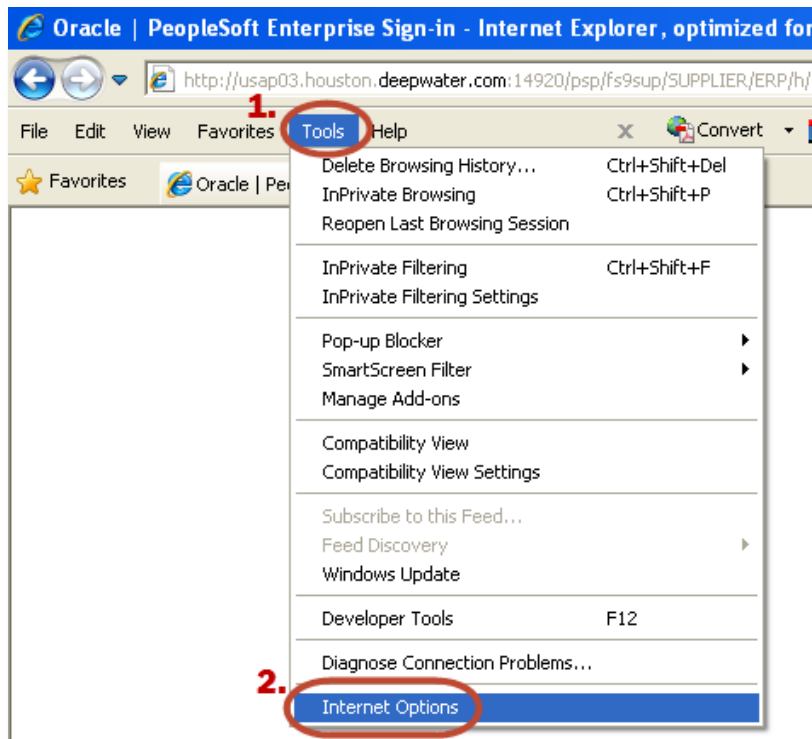 Oracle | PeopleSoft Enterprise Sign-in - Internet Explorer, optimized for
http://usap03.houston.deepwater.com:14920/psp/fs9sup/SUPPLIER/ERP/h/
1.
File Edit View Favorites Tools Help x Convert
Favorites Oracle | Pe
Delete Browsing History... Ctrl+Shift+Del
InPrivate Browsing Ctrl+Shift+P
Reopen Last Browsing Session
InPrivate Filtering Ctrl+Shift+F
InPrivate Filtering Settings
Pop-up Blocker
SmartScreen Filter
Manage Add-ons
Compatibility View
Compatibility View Settings
Subscribe to this Feed...
Feed Discovery
Windows Update
Developer Tools F12
Diagnose Connection Problems...
2.
Internet Options